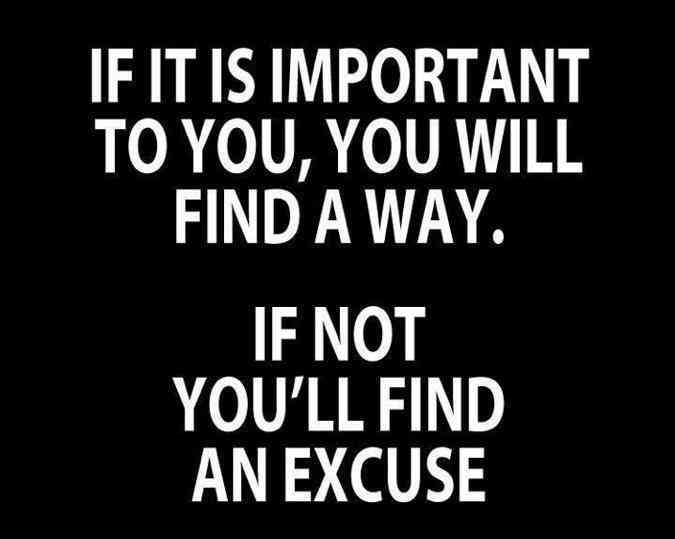 IF IT IS IMPORTANT
TO YOU, YOU WILL
FIND A WAY.
IF NOT
YOU’LL FIND
AN EXCUSE